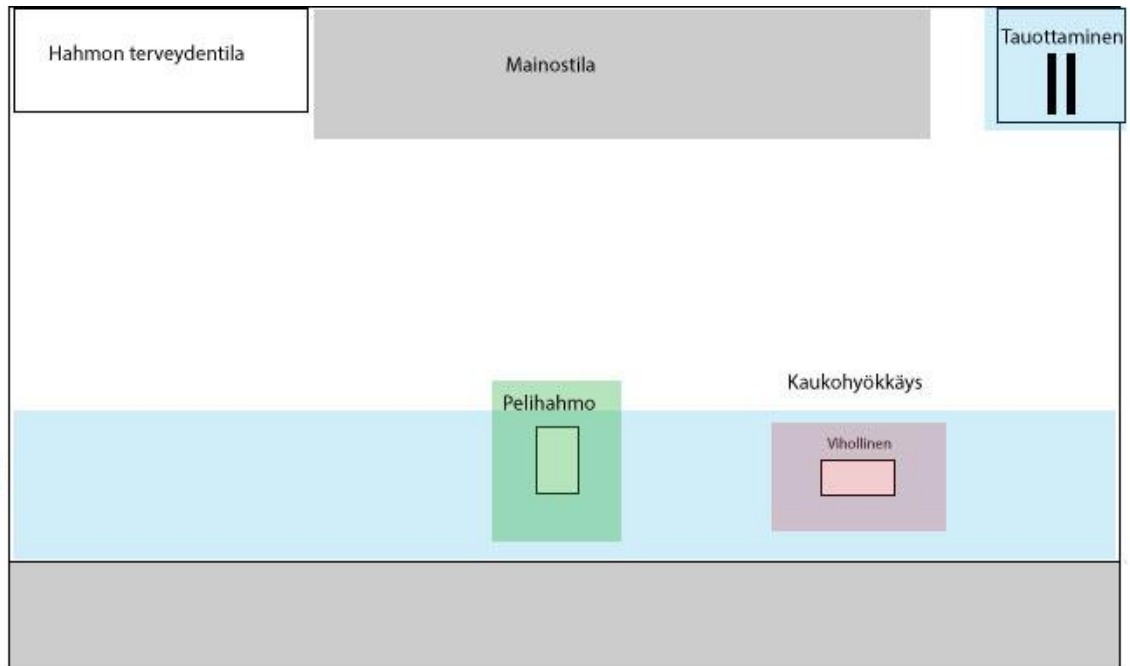 Hahmon terveydentila
Mainostila
Tauottaminen
Kaukohyökkäys
Pelihahmo
Vihollinen